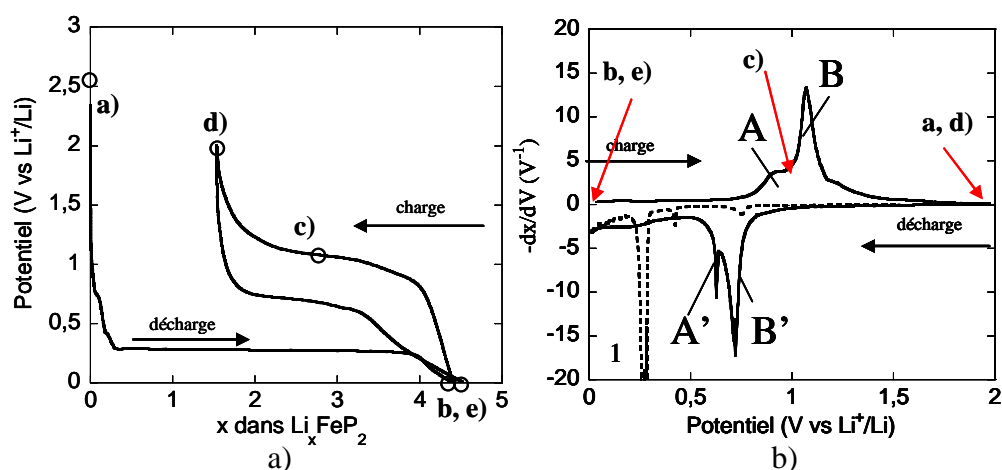 3
2,5
2
1,5
1
0,5
0
0
1
2
3
4
5
Potentiel (V vs Li⁺/Li)
x dans LiₓFeP₂
a)
d)
c)
charge
décharge
b, e)
a)
20
15
10
5
0
-5
-10
-15
-20
0
0,5
1
1,5
2
-dx/dV (V⁻¹)
Potentiel (V vs Li⁺/Li)
b, e)
c)
B
A
a, d)
charge
décharge
A’
B’
1
b)